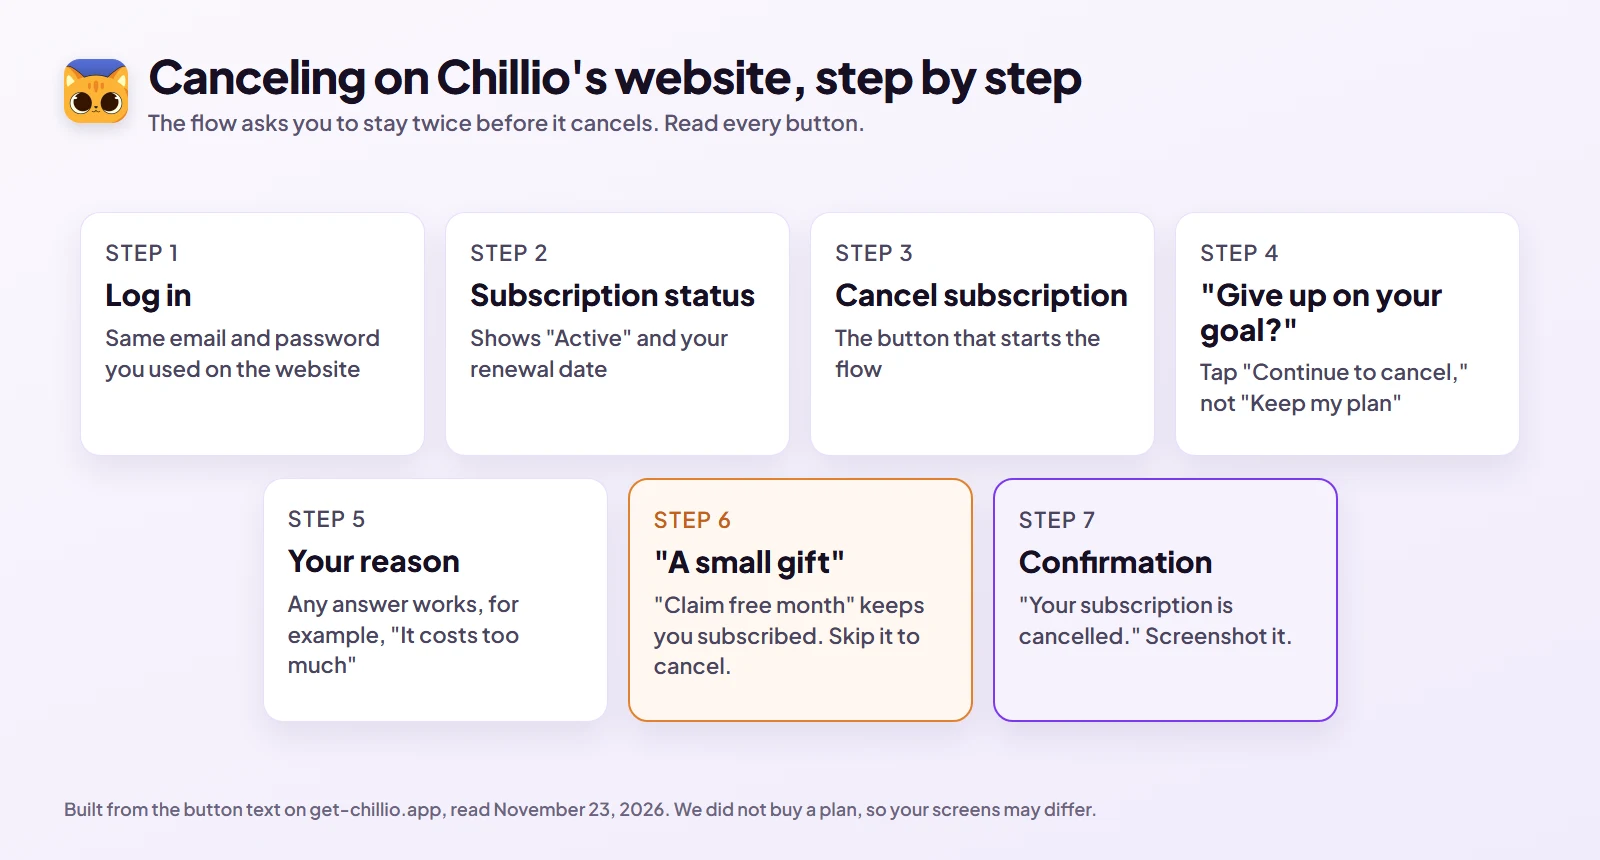 Canceling on Chillio's website, step by step
The flow asks you to stay twice before it cancels. Read every button.
STEP 1
Log in
Same email and password
you used on the website
STEP 2
Subscription status
Shows "Active" and your
renewal date
STEP 3
Cancel subscription
The button that starts the
flow
STEP 4
"Give up on your
goal?"
Tap "Continue to cancel,"
not "Keep my plan"
STEP 5
Your reason
Any answer works, for
example, "It costs too
much"
STEP 6
"A small gift"
"Claim free month" keeps
you subscribed. Skip it to
cancel.
STEP 7
Confirmation
"Your subscription is
cancelled." Screenshot it.
Built from the button text on get-chillio.app, read November 23, 2026. We did not buy a plan, so your screens may differ.